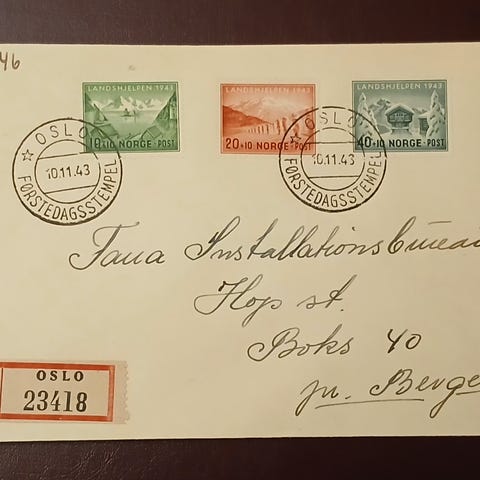 46
LANDSHJELPEN 1943
10+10 NORGE·POST
LANDSHJELPEN 1943
20+10 NORGE·POST
LANDSHJELPEN 1943
40+10 NORGE·POST
OSLO
10.11.43
FØRSTEDAGSSTEMPEL
OSLO
10.11.43
FØRSTEDAGSSTEMPEL
Fana Installationsbureau
Hop st.
Boks 40
pr. Berge
OSLO
23418